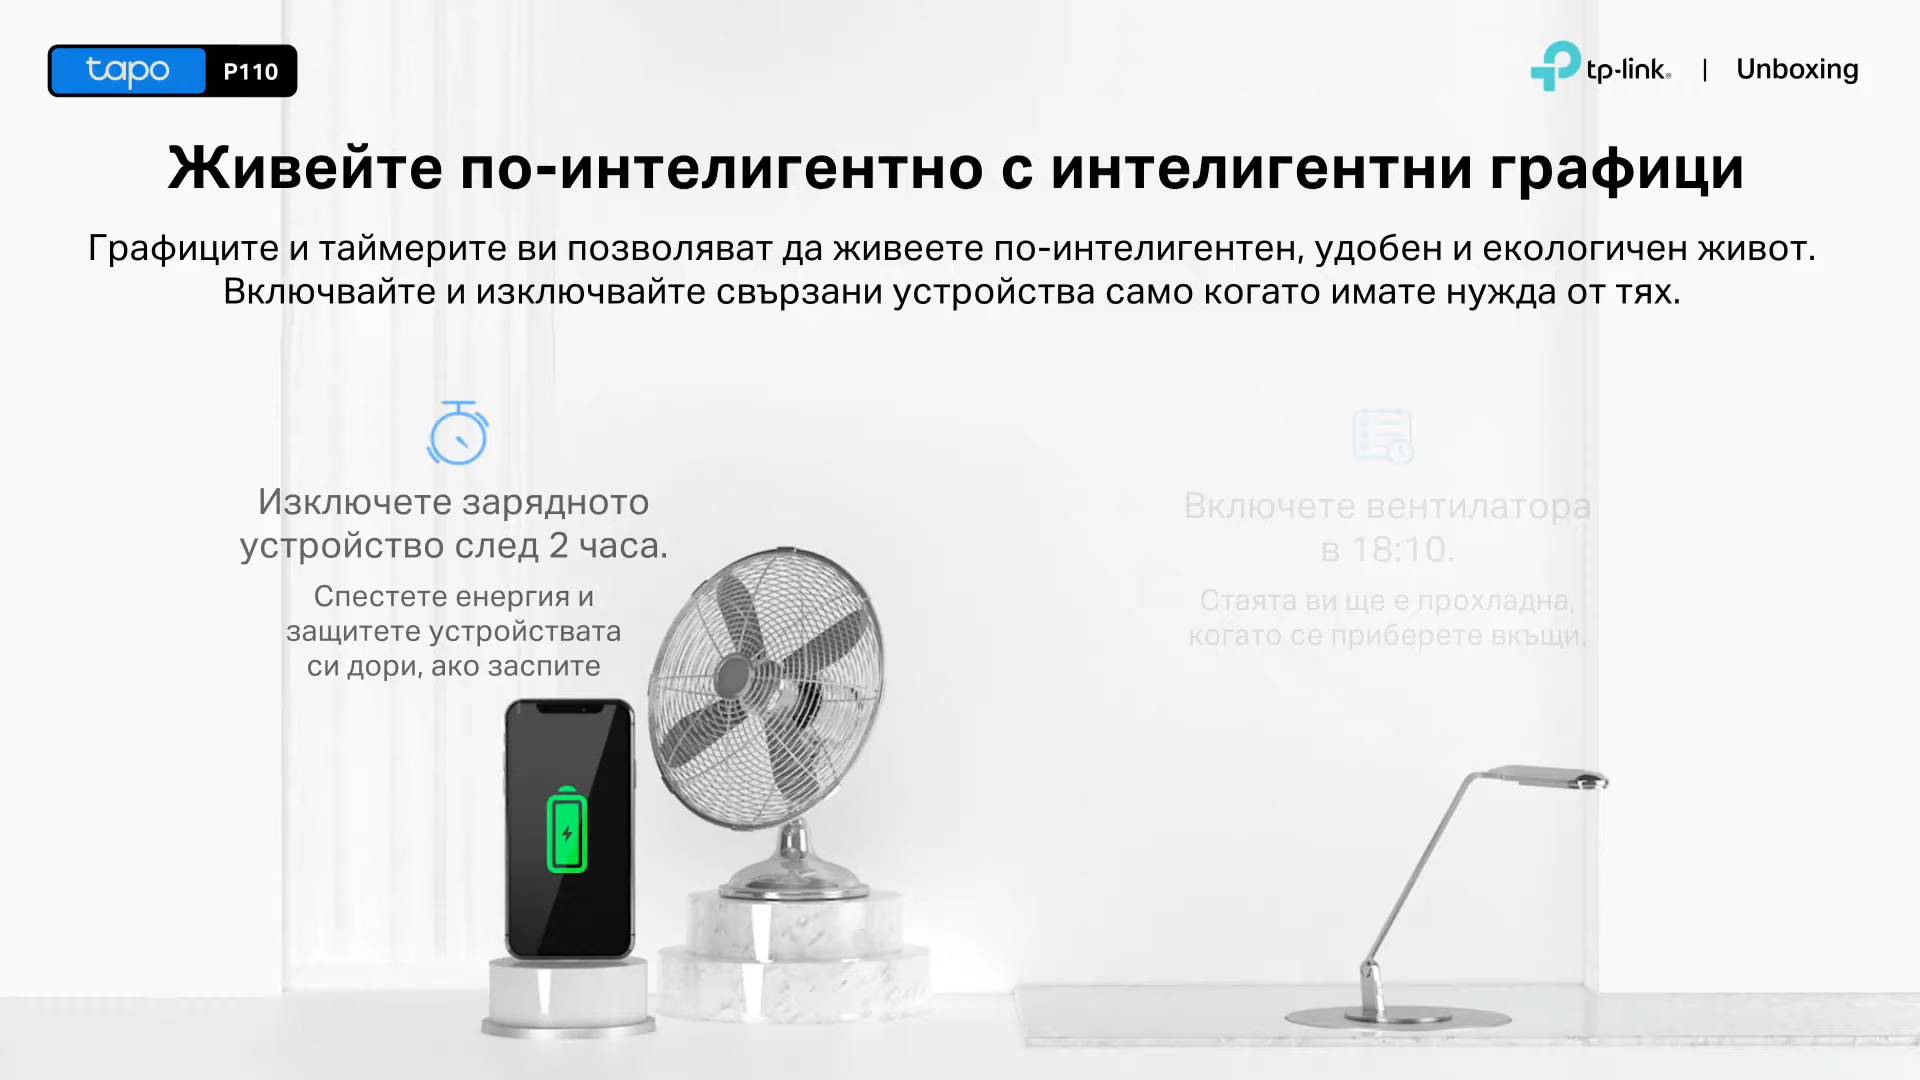 tapo P110
tp-link | Unboxing
Живейте по-интелигентно с интелигентни графици
Графиците и таймерите ви позволяват да живеете по-интелигентен, удобен и екологичен живот.
Включвайте и изключвайте свързани устройства само когато имате нужда от тях.
Изключете зарядното
устройство след 2 часа.
Спестете енергия и
защитете устройствата
си дори, ако заспите
Включете вентилатора
в 18:10.
Стаята ви ще е прохладна,
когато се приберете вкъщи.